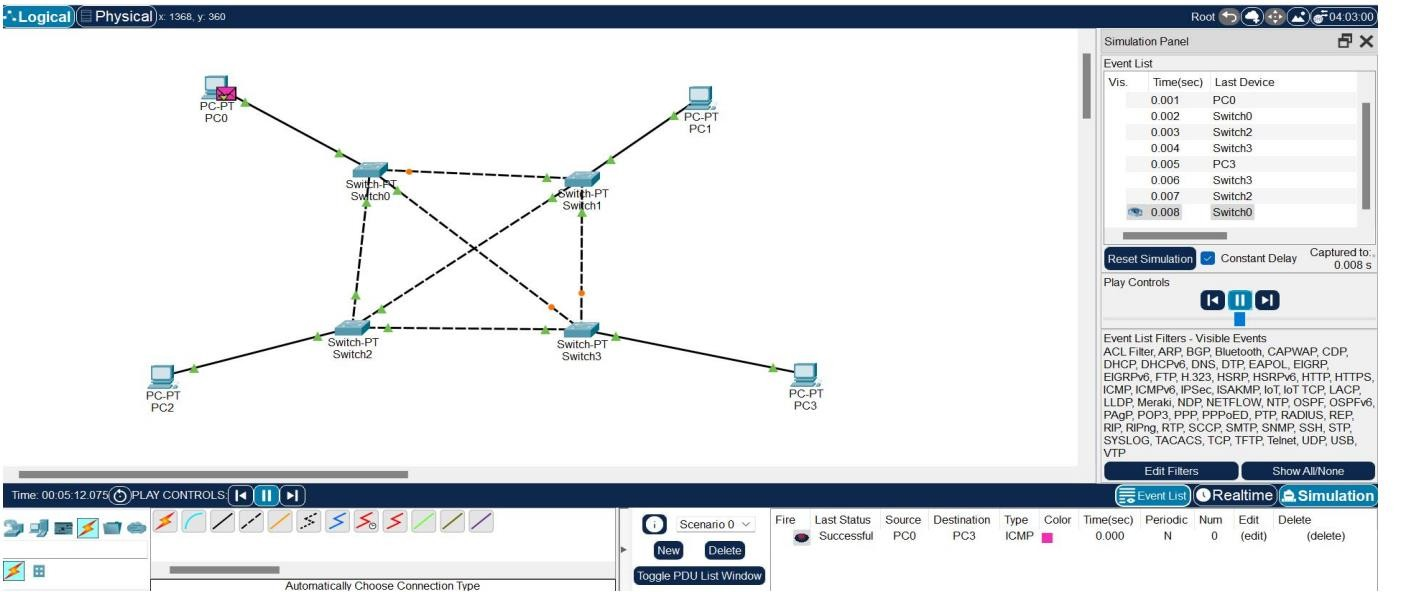 Logical Physical x: 1368, y: 360 Root 04:03:00
PC-PT
PC0
PC-PT
PC1
Switch-PT
Switch0
Switch-PT
Switch1
Switch-PT
Switch2
Switch-PT
Switch3
PC-PT
PC2
PC-PT
PC3
Simulation Panel
Event List
Vis. Time(sec) Last Device
0.001 PC0
0.002 Switch0
0.003 Switch2
0.004 Switch3
0.005 PC3
0.006 Switch3
0.007 Switch2
0.008 Switch0
Reset Simulation Constant Delay Captured to:
0.008 s
Play Controls
Event List Filters - Visible Events
ACL Filter, ARP, BGP, Bluetooth, CAPWAP, CDP,
DHCP, DHCPv6, DNS, DTP, EAPOL, EIGRP,
EIGRPv6, FTP, H.323, HSRP, HSRPv6, HTTP, HTTPS,
ICMP, ICMPv6, IPSec, ISAKMP, IoT, IoT TCP, LACP,
LLDP, Meraki, NDP, NETFLOW, NTP, OSPF, OSPFv6,
PAgP, POP3, PPP, PPPoED, PTP, RADIUS, REP,
RIP, RIPng, RTP, SCCP, SMTP, SNMP, SSH, STP,
SYSLOG, TACACS, TCP, TFTP, Telnet, UDP, USB,
VTP
Edit Filters Show All/None
Time: 00:05:12.075 PLAY CONTROLS: Event List Realtime Simulation
Automatically Choose Connection Type
Scenario 0
New Delete
Toggle PDU List Window
Fire Last Status Source Destination Type Color Time(sec) Periodic Num Edit Delete
Successful PC0 PC3 ICMP 0.000 N 0 (edit) (delete)